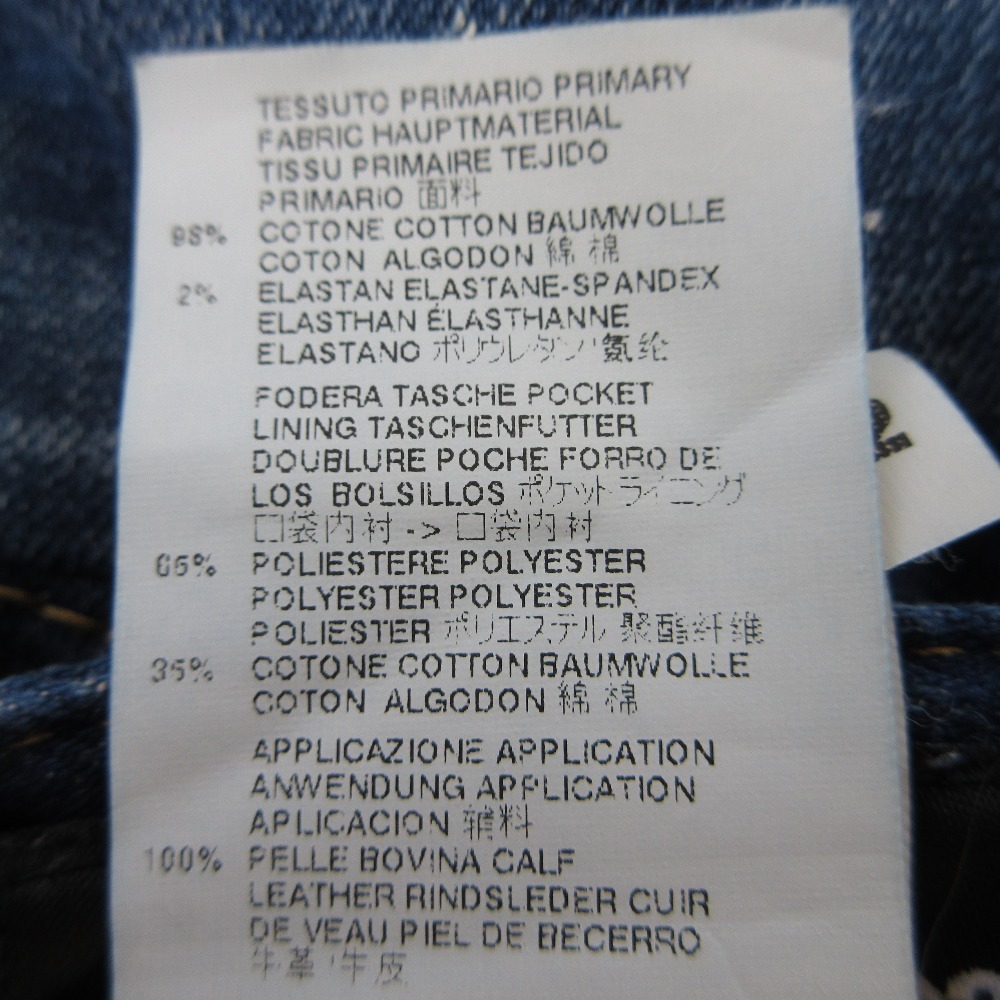 TESSUTO PRIMARIO PRIMARY
FABRIC HAUPTMATERIAL
TISSU PRIMAIRE TEJIDO
PRIMARIO 面料
98% COTONE COTTON BAUMWOLLE
COTON ALGODON 綿 棉
2% ELASTAN ELASTANE-SPANDEX
ELASTHAN ÉLASTHANNE
ELASTANO ポリウレタン 氨纶
FODERA TASCHE POCKET
LINING TASCHENFUTTER
DOUBLURE POCHE FORRO DE
LOS BOLSILLOS ポケットライニング
口袋内衬 -> 口袋内衬
65% POLIESTERE POLYESTER
POLYESTER POLYESTER
POLIESTER ポリエステル 聚酯纤维
35% COTONE COTTON BAUMWOLLE
COTON ALGODON 綿 棉
APPLICAZIONE APPLICATION
ANWENDUNG APPLICATION
APLICACION 辅料
100% PELLE BOVINA CALF
LEATHER RINDSLEDER CUIR
DE VEAU PIEL DE BECERRO
牛革 牛皮